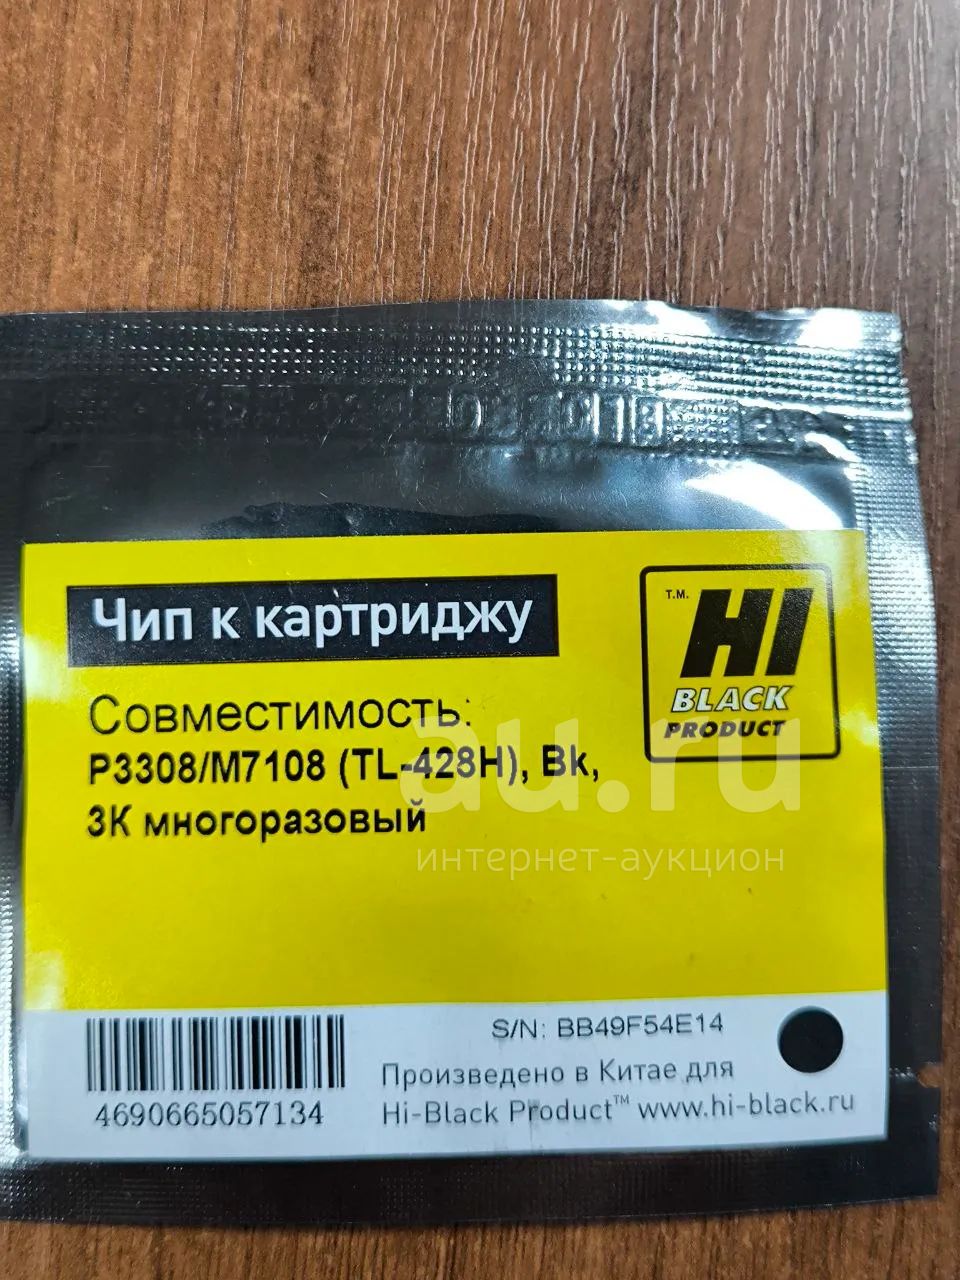 Чип к картриджу
T.M.
HI
BLACK
PRODUCT
Совместимость:
P3308/M7108 (TL-428H), Bk,
3К многоразовый
au.ru
интернет-аукцион
S/N: BB49F54E14
Произведено в Китае для
Hi-Black Product™ www.hi-black.ru
4690665057134